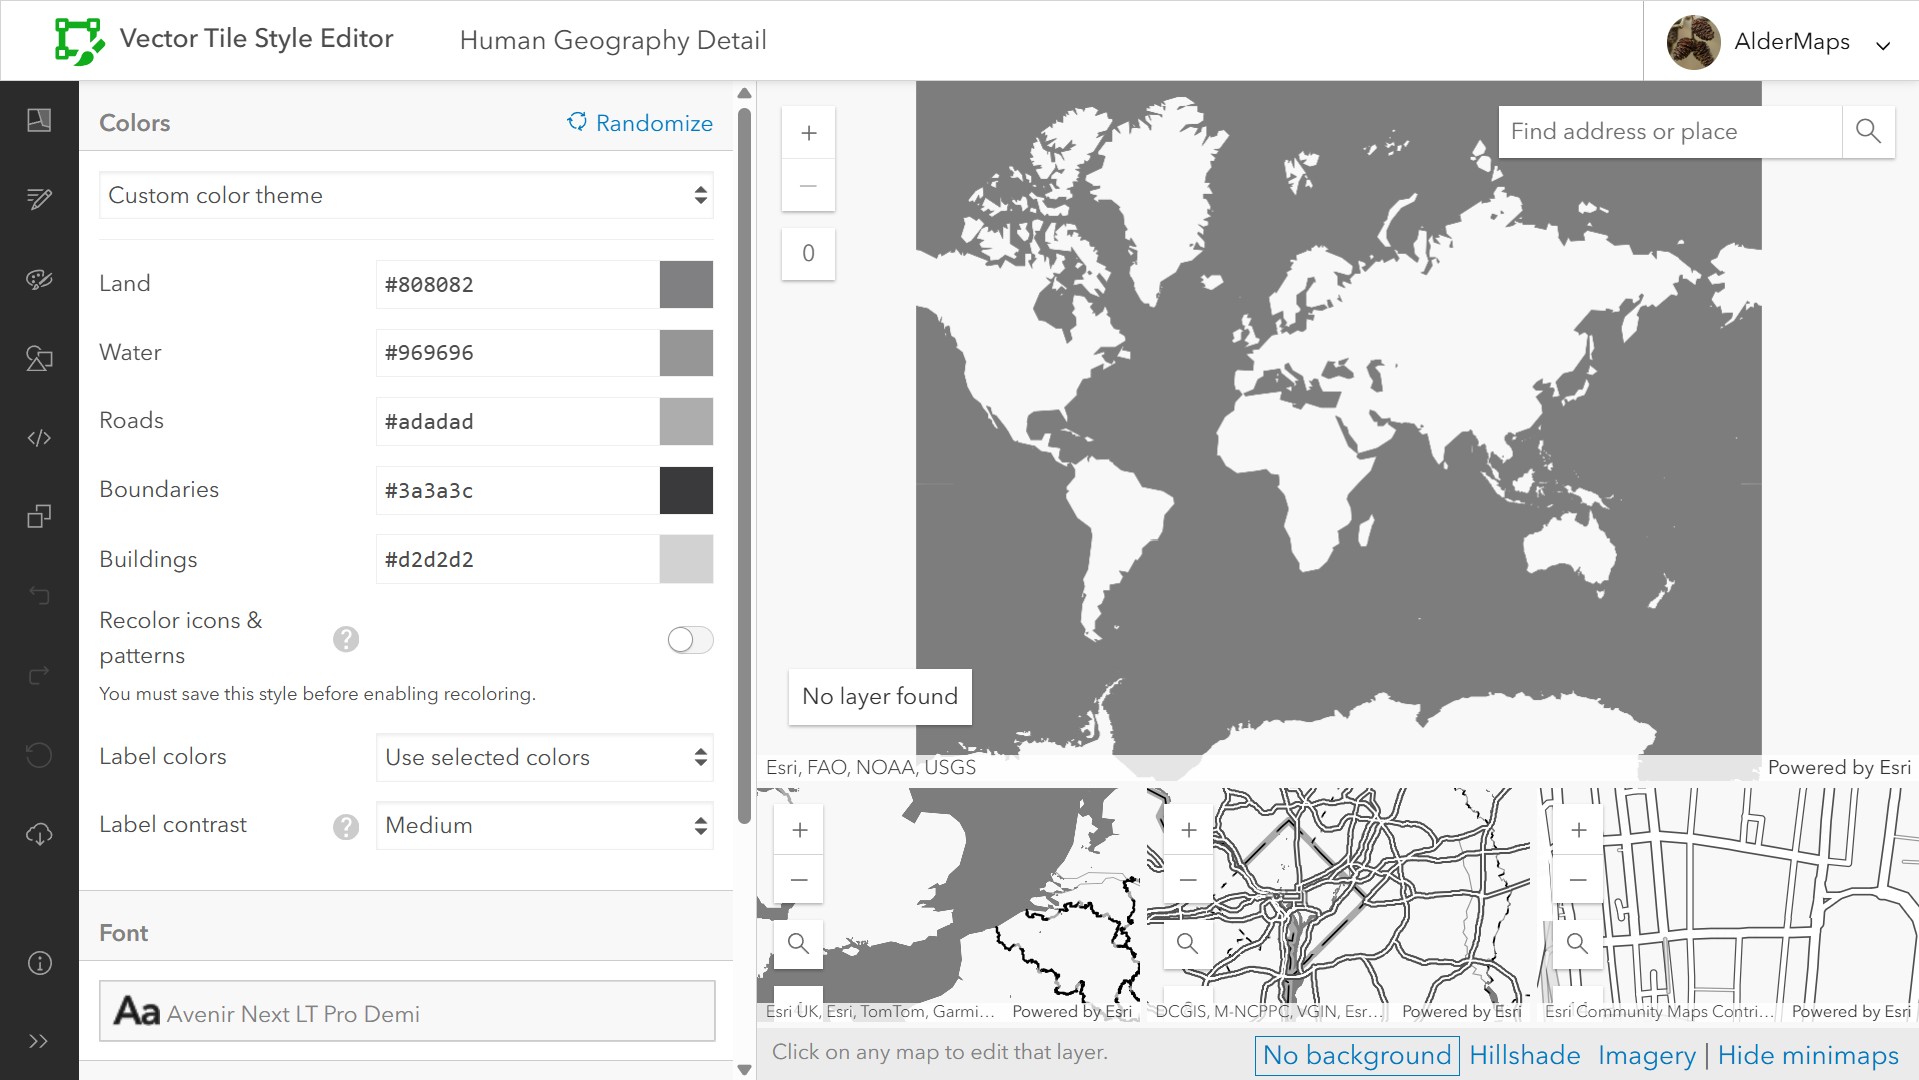 Vector Tile Style Editor
Human Geography Detail
AlderMaps
Colors
Randomize
Custom color theme
Land
#808082
Water
#969696
Roads
#adadad
Boundaries
#3a3a3c
Buildings
#d2d2d2
Recolor icons &
patterns
?
You must save this style before enabling recoloring.
Label colors
Use selected colors
Label contrast
?
Medium
Font
Aa Avenir Next LT Pro Demi
+
−
0
Find address or place
No layer found
Esri, FAO, NOAA, USGS
Powered by Esri
+
−
Esri UK, Esri, TomTom, Garmi...
Powered by Esri
+
−
DCGIS, M-NCPPC, VGIN, Esr...
Powered by Esri
+
−
Esri Community Maps Contri...
Powered by Esri
Click on any map to edit that layer.
No background
Hillshade
Imagery | Hide minimaps